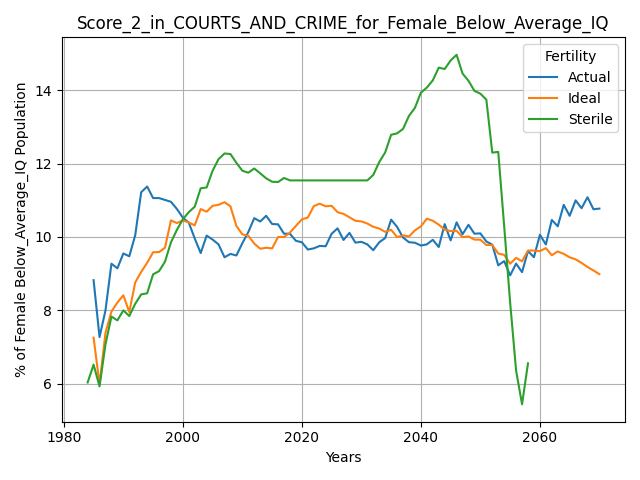 Score_2_in_COURTS_AND_CRIME_for_Female_Below_Average_IQ
% of Female Below_Average_IQ Population
14
12
10
8
6
Fertility
Actual
Ideal
Sterile
1980
2000
2020
2040
2060
Years